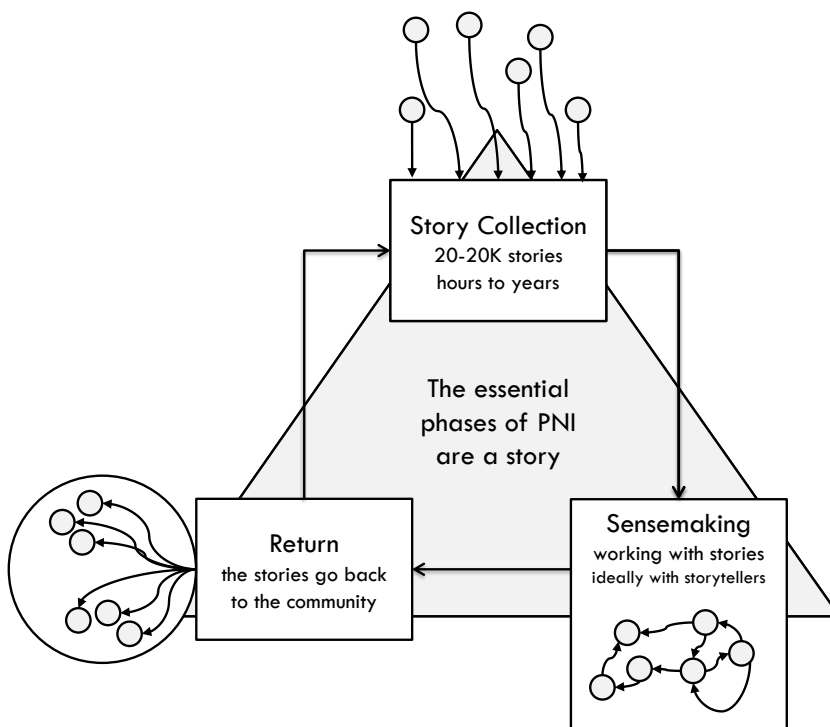 Story Collection
20-20K stories
hours to years
The essential
phases of PNI
are a story
Return
the stories go back
to the community
Sensemaking
working with stories
ideally with storytellers